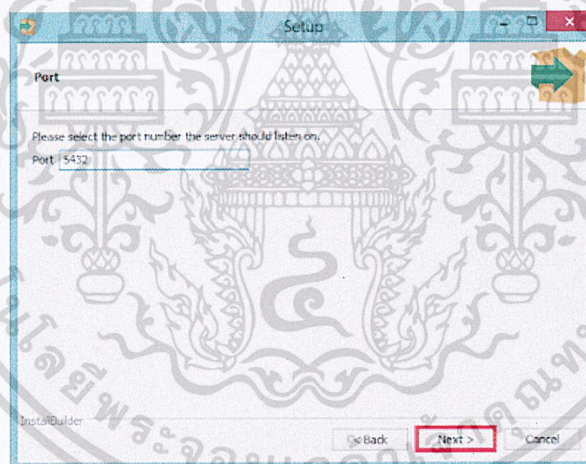 Setup
Port
Please select the port number the server should listen on.
Port 5432
InstallBuilder
< Back Next > Cancel